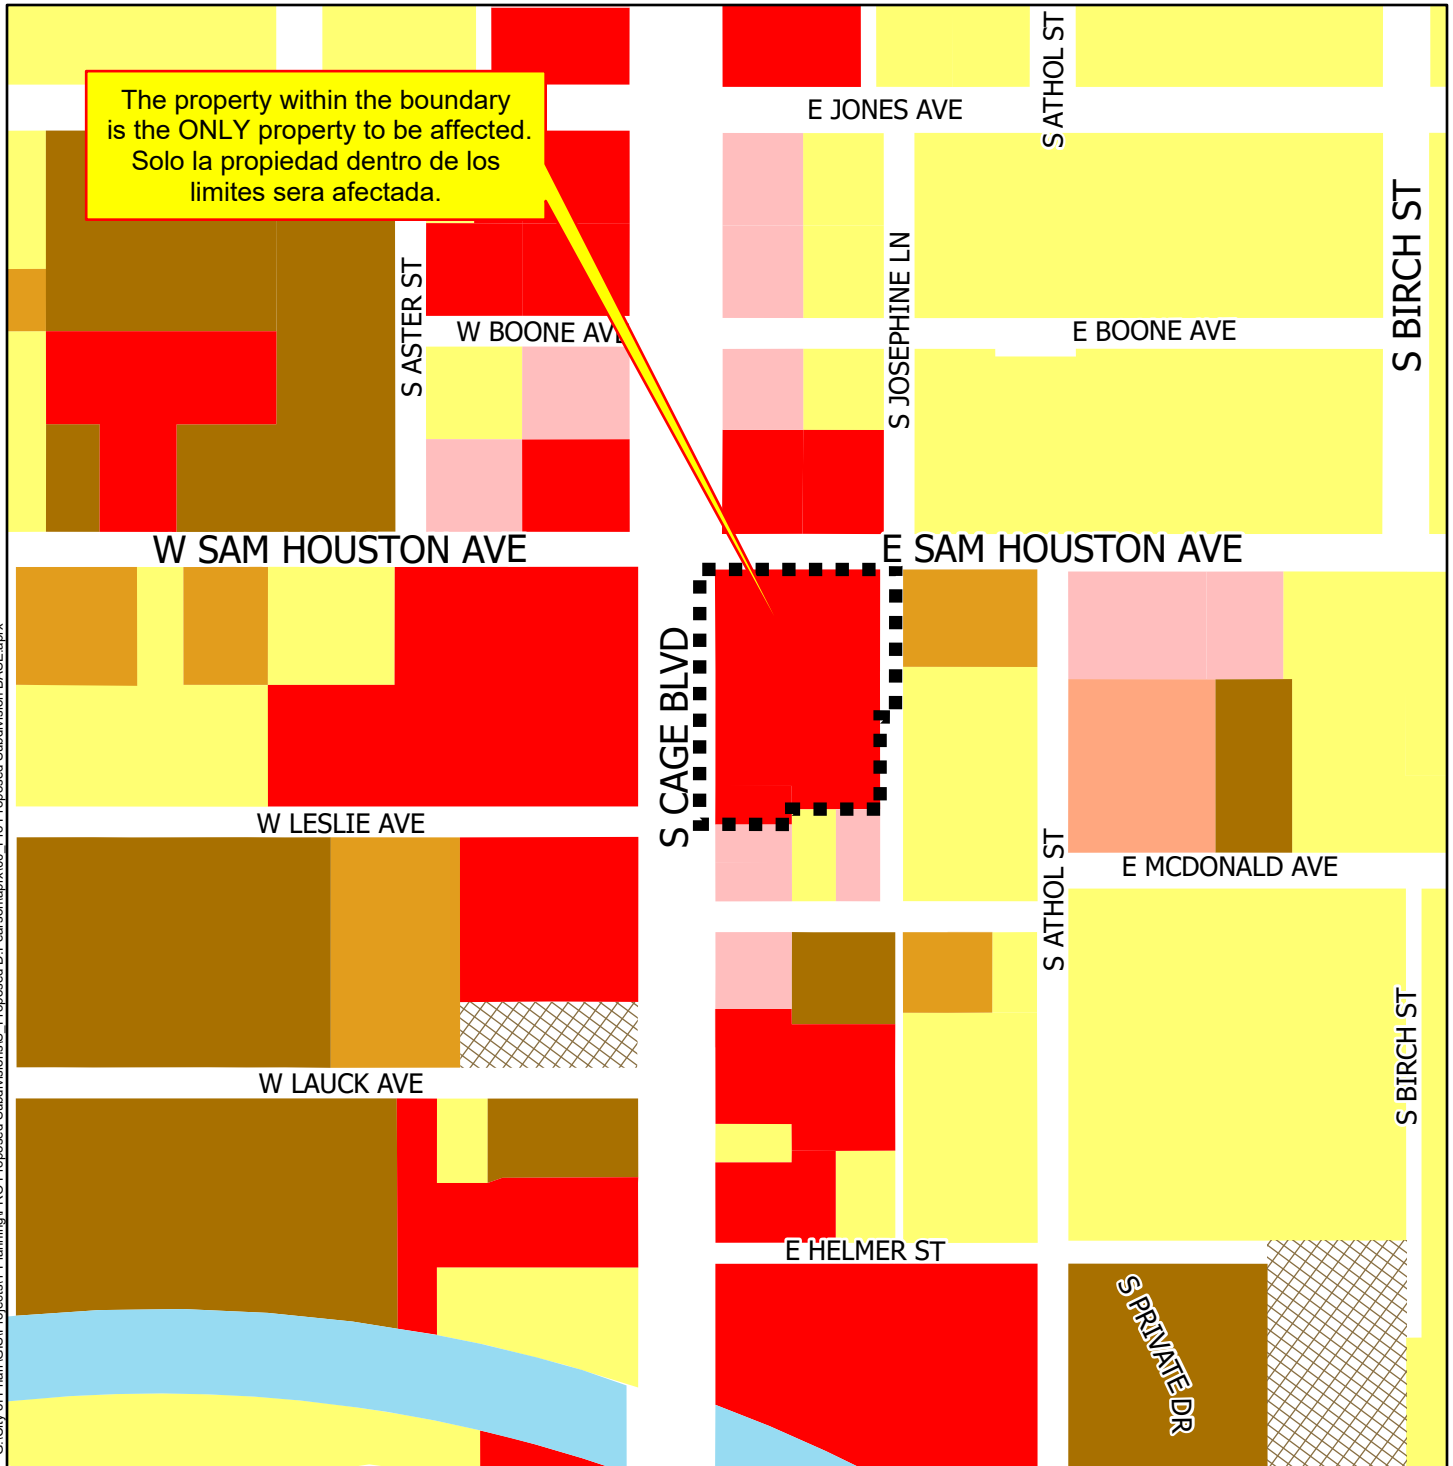 S ATHOL ST
The property within the boundary
is the ONLY property to be affected.
Solo la propiedad dentro de los
limites sera afectada.
E JONES AVE
S BIRCH ST
S JOSEPHINE LN
S ASTER ST
W BOONE AVE
E BOONE AVE
W SAM HOUSTON AVE
E SAM HOUSTON AVE
S CAGE BLVD
W LESLIE AVE
S ATHOL ST
E MCDONALD AVE
S BIRCH ST
W LAUCK AVE
E HELMER ST
S PRIVATE DR